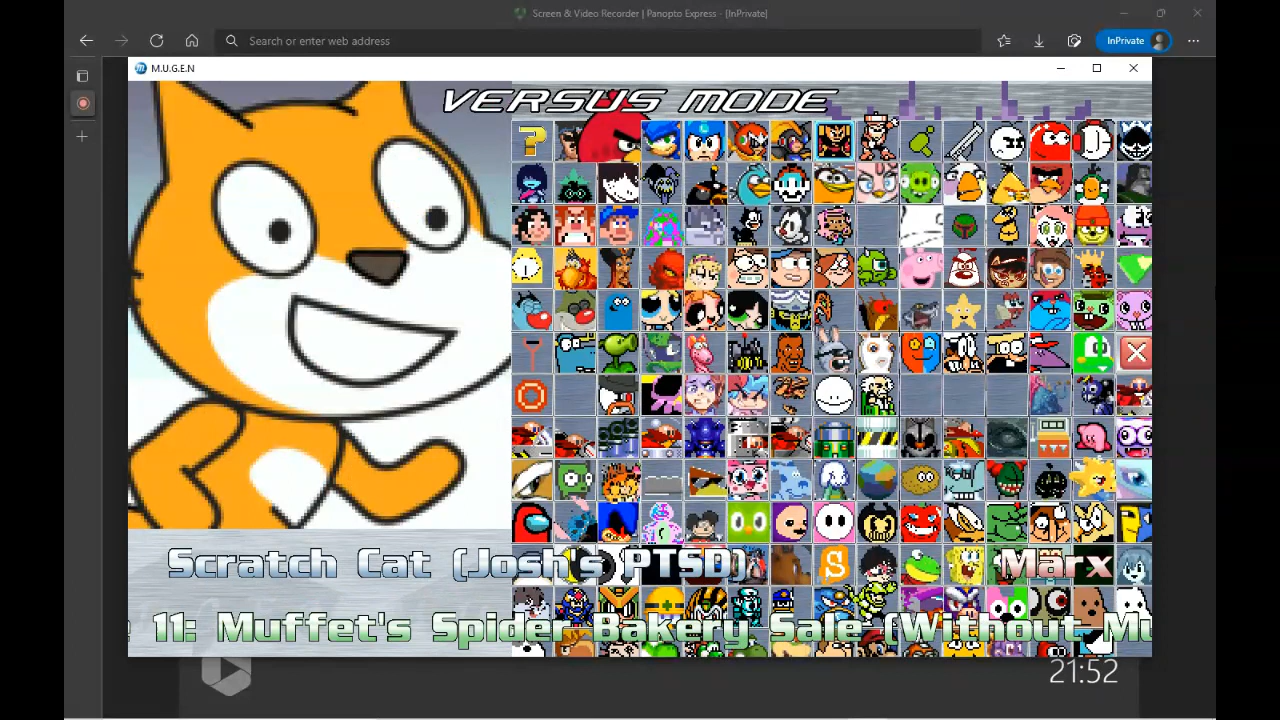 Screen & Video Recorder | Panopto Express - [InPrivate]
Search or enter web address
InPrivate
M.U.G.E.N
VERSUS MODE
?
S
Scratch Cat (Josh's PTSD)
Marx
11: Muffet's Spider Bakery Sale (Without Mu
21:52